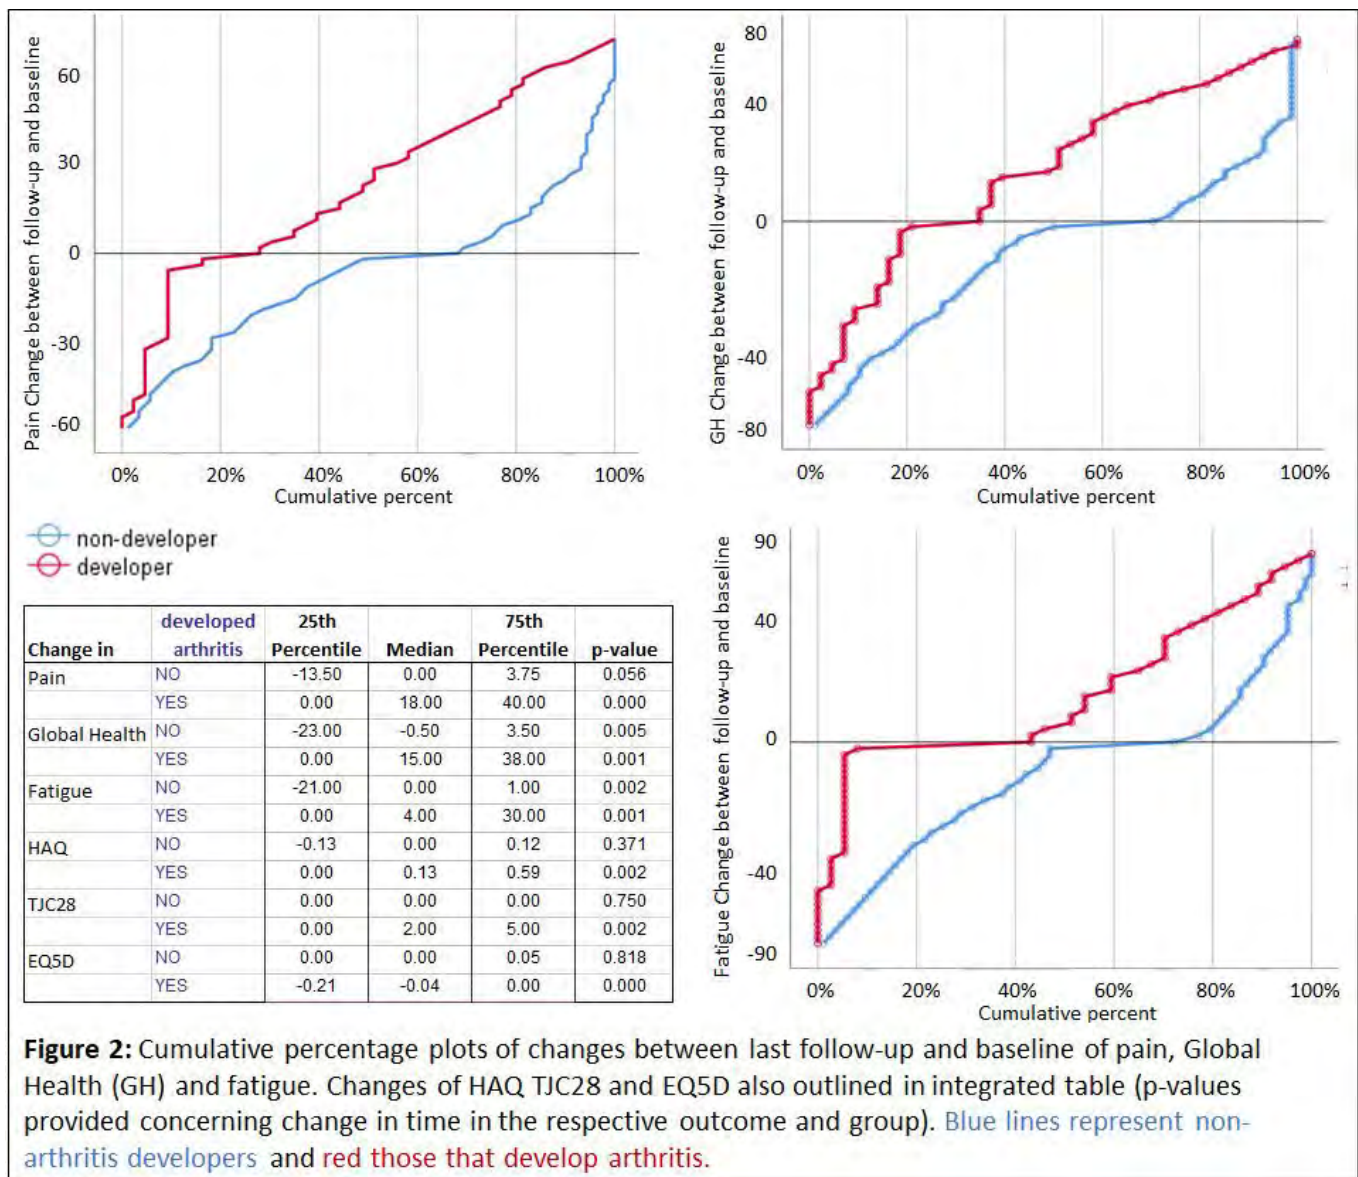 Pain Change between follow-up and baseline
60
30
0
-30
-60
0% 20% 40% 60% 80% 100%
Cumulative percent
GH Change between follow-up and baseline
80
40
0
-40
-80
0% 20% 40% 60% 80% 100%
Cumulative percent
non-developer
developer
Change in developed arthritis 25th Percentile Median 75th Percentile p-value
Pain NO -13.50 0.00 3.75 0.056
YES 0.00 18.00 40.00 0.000
Global Health NO -23.00 -0.50 3.50 0.005
YES 0.00 15.00 38.00 0.001
Fatigue NO -21.00 0.00 1.00 0.002
YES 0.00 4.00 30.00 0.001
HAQ NO -0.13 0.00 0.12 0.371
YES 0.00 0.13 0.59 0.002
TJC28 NO 0.00 0.00 0.00 0.750
YES 0.00 2.00 5.00 0.002
EQ5D NO 0.00 0.00 0.05 0.818
YES -0.21 -0.04 0.00 0.000
Fatigue Change between follow-up and baseline
90
40
0
-40
-90
0% 20% 40% 60% 80% 100%
Cumulative percent
Figure 2: Cumulative percentage plots of changes between last follow-up and baseline of pain, Global
Health (GH) and fatigue. Changes of HAQ TJC28 and EQ5D also outlined in integrated table (p-values
provided concerning change in time in the respective outcome and group). Blue lines represent non-
arthritis developers and red those that develop arthritis.